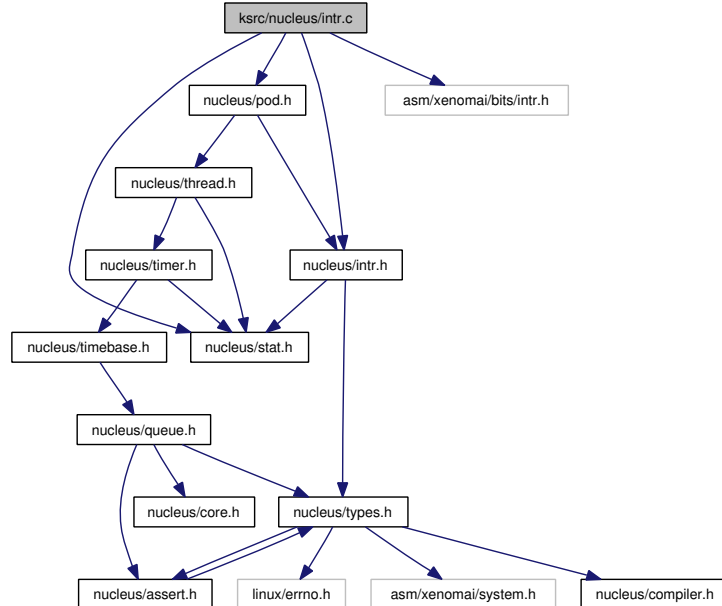 ksrc/nucleus/intr.c
nucleus/pod.h
asm/xenomai/bits/intr.h
nucleus/thread.h
nucleus/timer.h
nucleus/intr.h
nucleus/timebase.h
nucleus/stat.h
nucleus/queue.h
nucleus/core.h
nucleus/types.h
nucleus/assert.h
linux/errno.h
asm/xenomai/system.h
nucleus/compiler.h